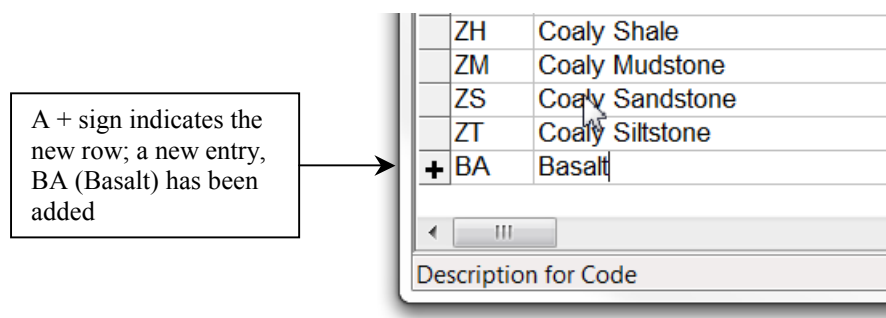 A + sign indicates the
new row; a new entry,
BA (Basalt) has been
added
ZH Coaly Shale
ZM Coaly Mudstone
ZS Coaly Sandstone
ZT Coaly Siltstone
+ BA Basalt
Description for Code